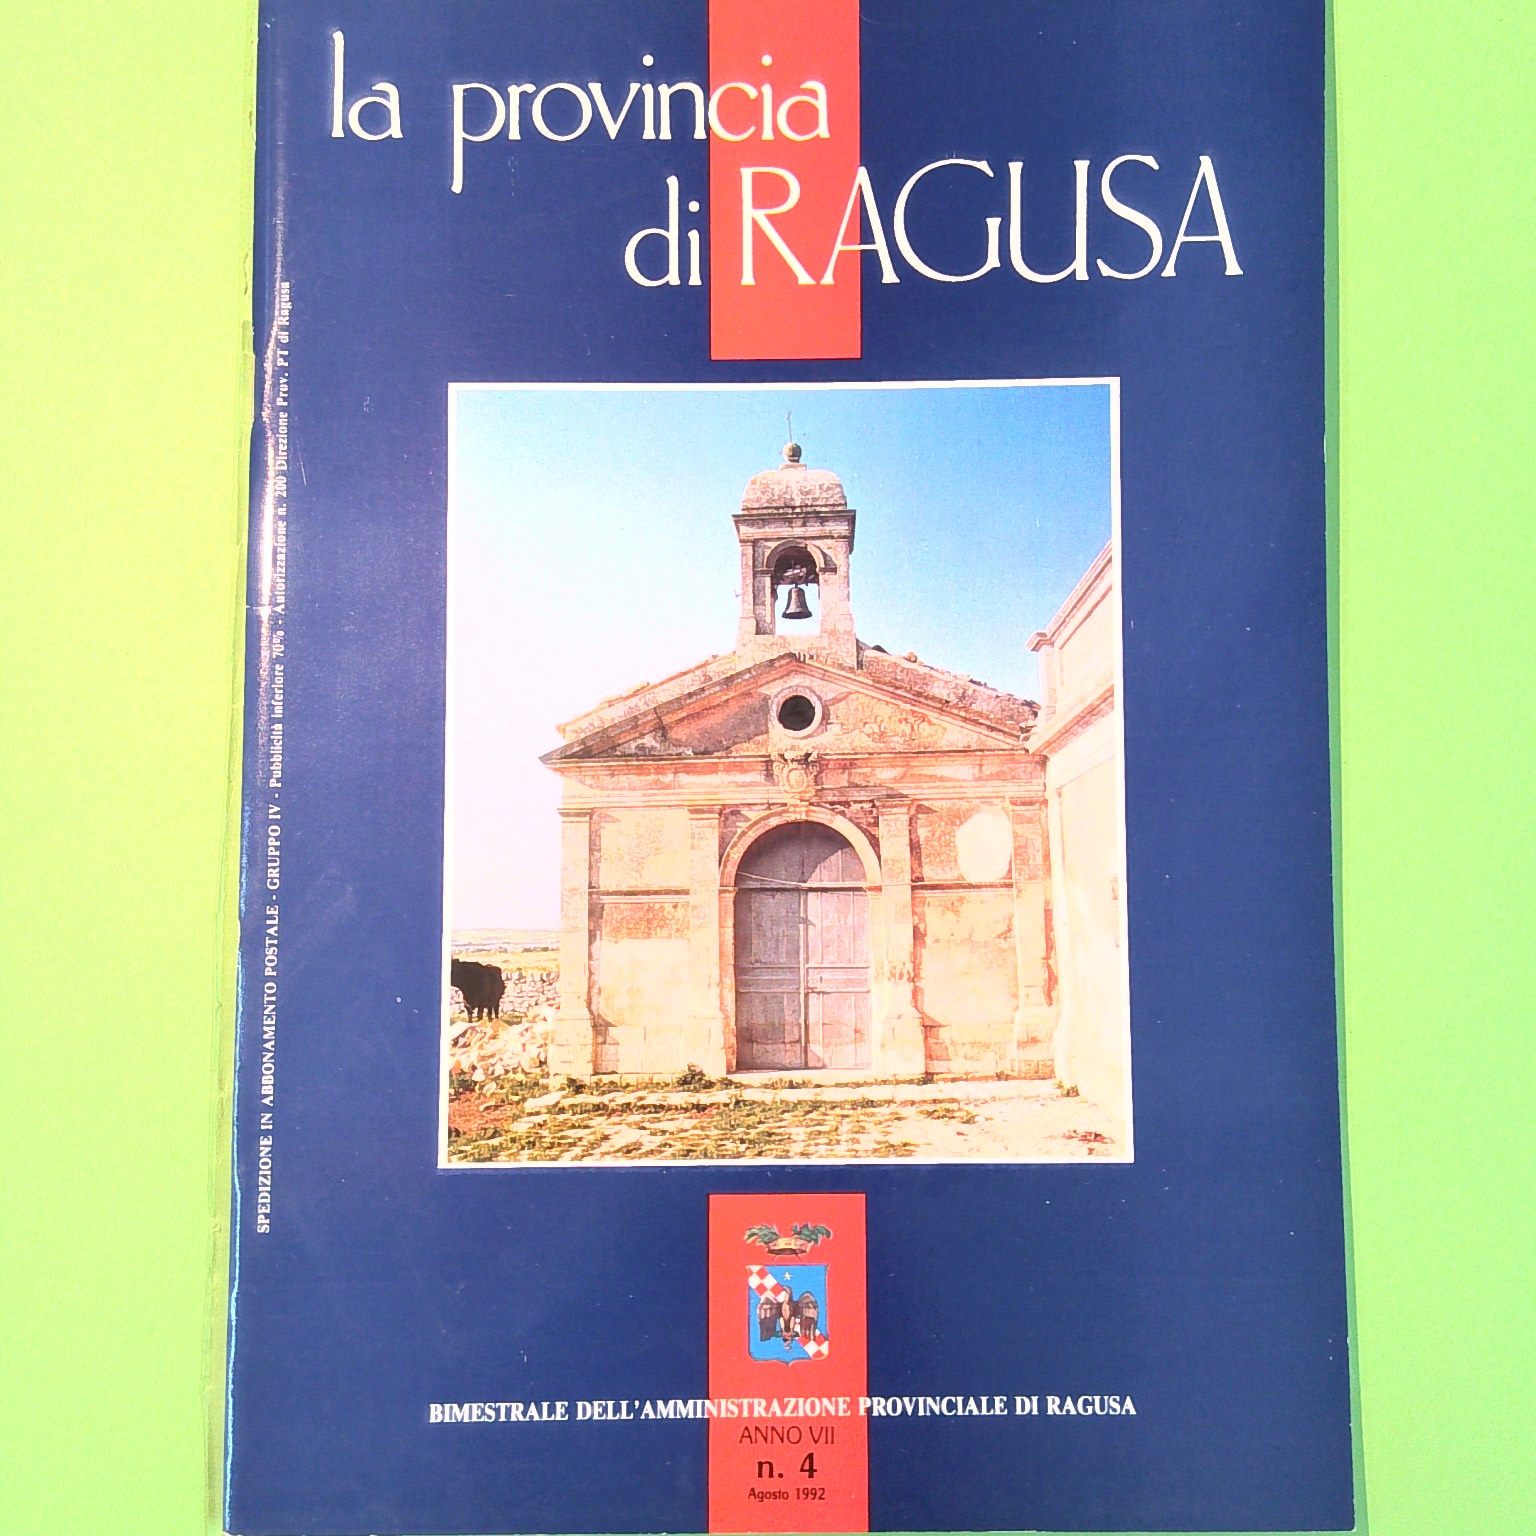 la provincia
di RAGUSA
SPEDIZIONE IN ABBONAMENTO POSTALE - GRUPPO IV - Pubblicità inferiore 70% - Autorizzazione n. 200 Direzione Prov. PT di Ragusa
BIMESTRALE DELL'AMMINISTRAZIONE PROVINCIALE DI RAGUSA
ANNO VII
n. 4
Agosto 1992